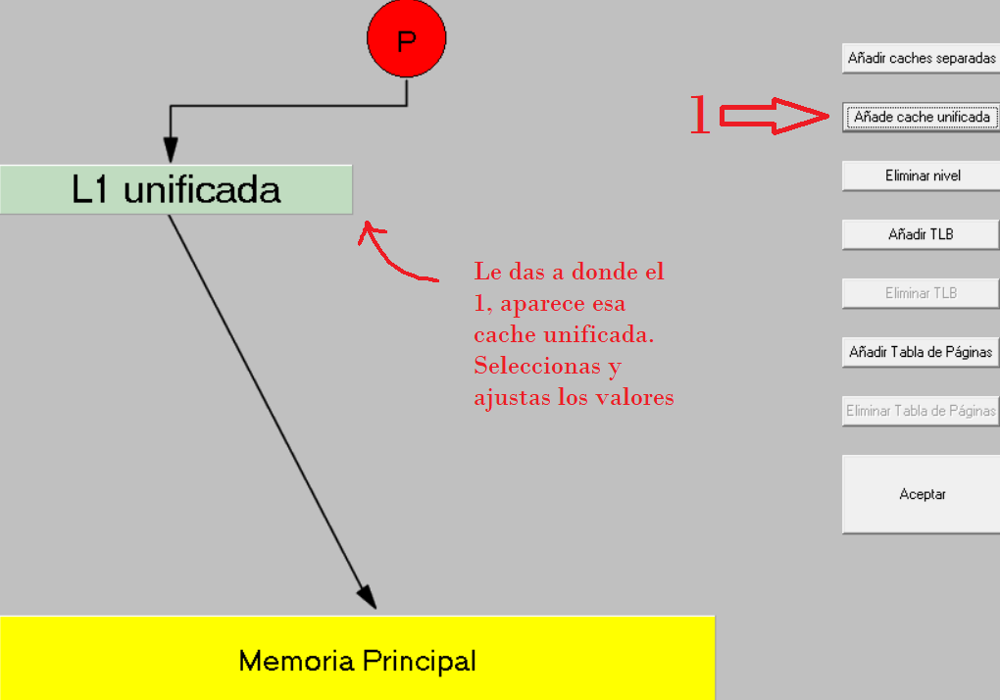 P
Añadir caches separadas
1
Añade cache unificada
L1 unificada
Eliminar nivel
Añadir TLB
Le das a donde el
1, aparece esa
cache unificada.
Seleccionas y
ajustas los valores
Eliminar TLB
Añadir Tabla de Páginas
Eliminar Tabla de Páginas
Aceptar
Memoria Principal